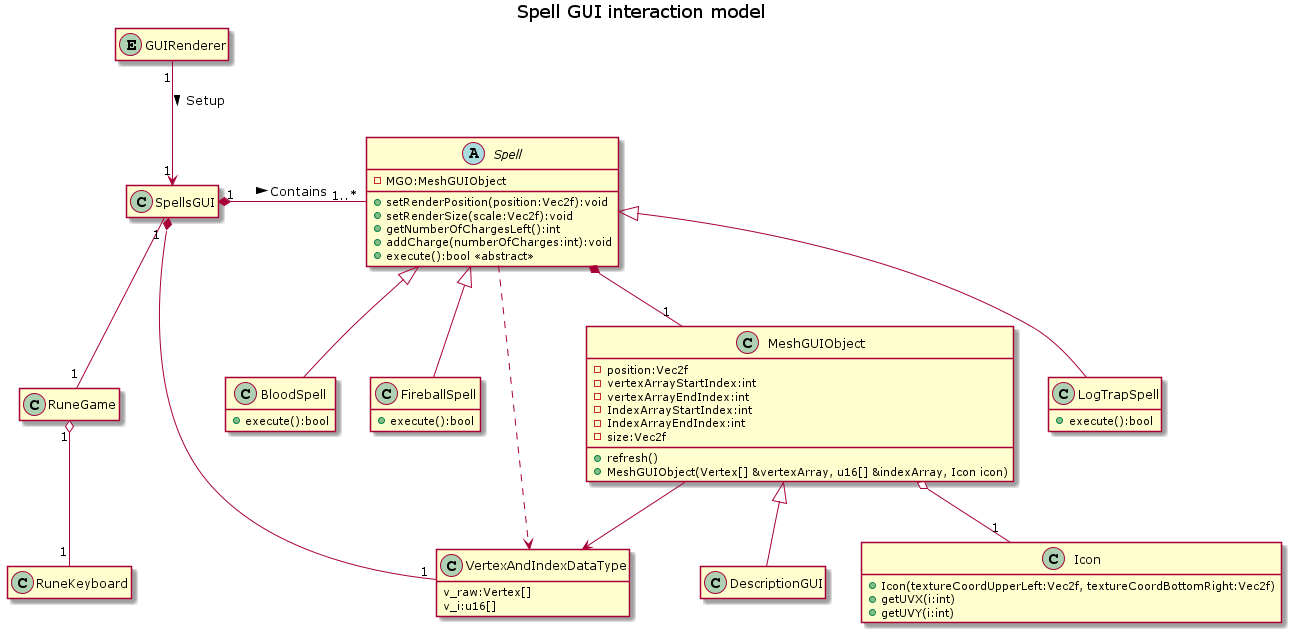 Spell GUI interaction model
E GUIRenderer
1
Setup
1
C SpellsGUI
1
Contains
1..*
1
A Spell
MGO:MeshGUIObject
setRenderPosition(position:Vec2f):void
setRenderSize(scale:Vec2f):void
getNumberOfChargesLeft():int
addCharge(numberOfCharges:int):void
execute():bool «abstract»
1
C MeshGUIObject
position:Vec2f
vertexArrayStartIndex:int
vertexArrayEndIndex:int
IndexArrayStartIndex:int
IndexArrayEndIndex:int
size:Vec2f
refresh()
MeshGUIObject(Vertex[] &vertexArray, u16[] &indexArray, Icon icon)
1
C RuneGame
1
C BloodSpell
execute():bool
C FireballSpell
execute():bool
C LogTrapSpell
execute():bool
1
C RuneKeyboard
1
C VertexAndIndexDataType
v_raw:Vertex[]
v_i:u16[]
C DescriptionGUI
1
C Icon
Icon(textureCoordUpperLeft:Vec2f, textureCoordBottomRight:Vec2f)
getUVX(i:int)
getUVY(i:int)